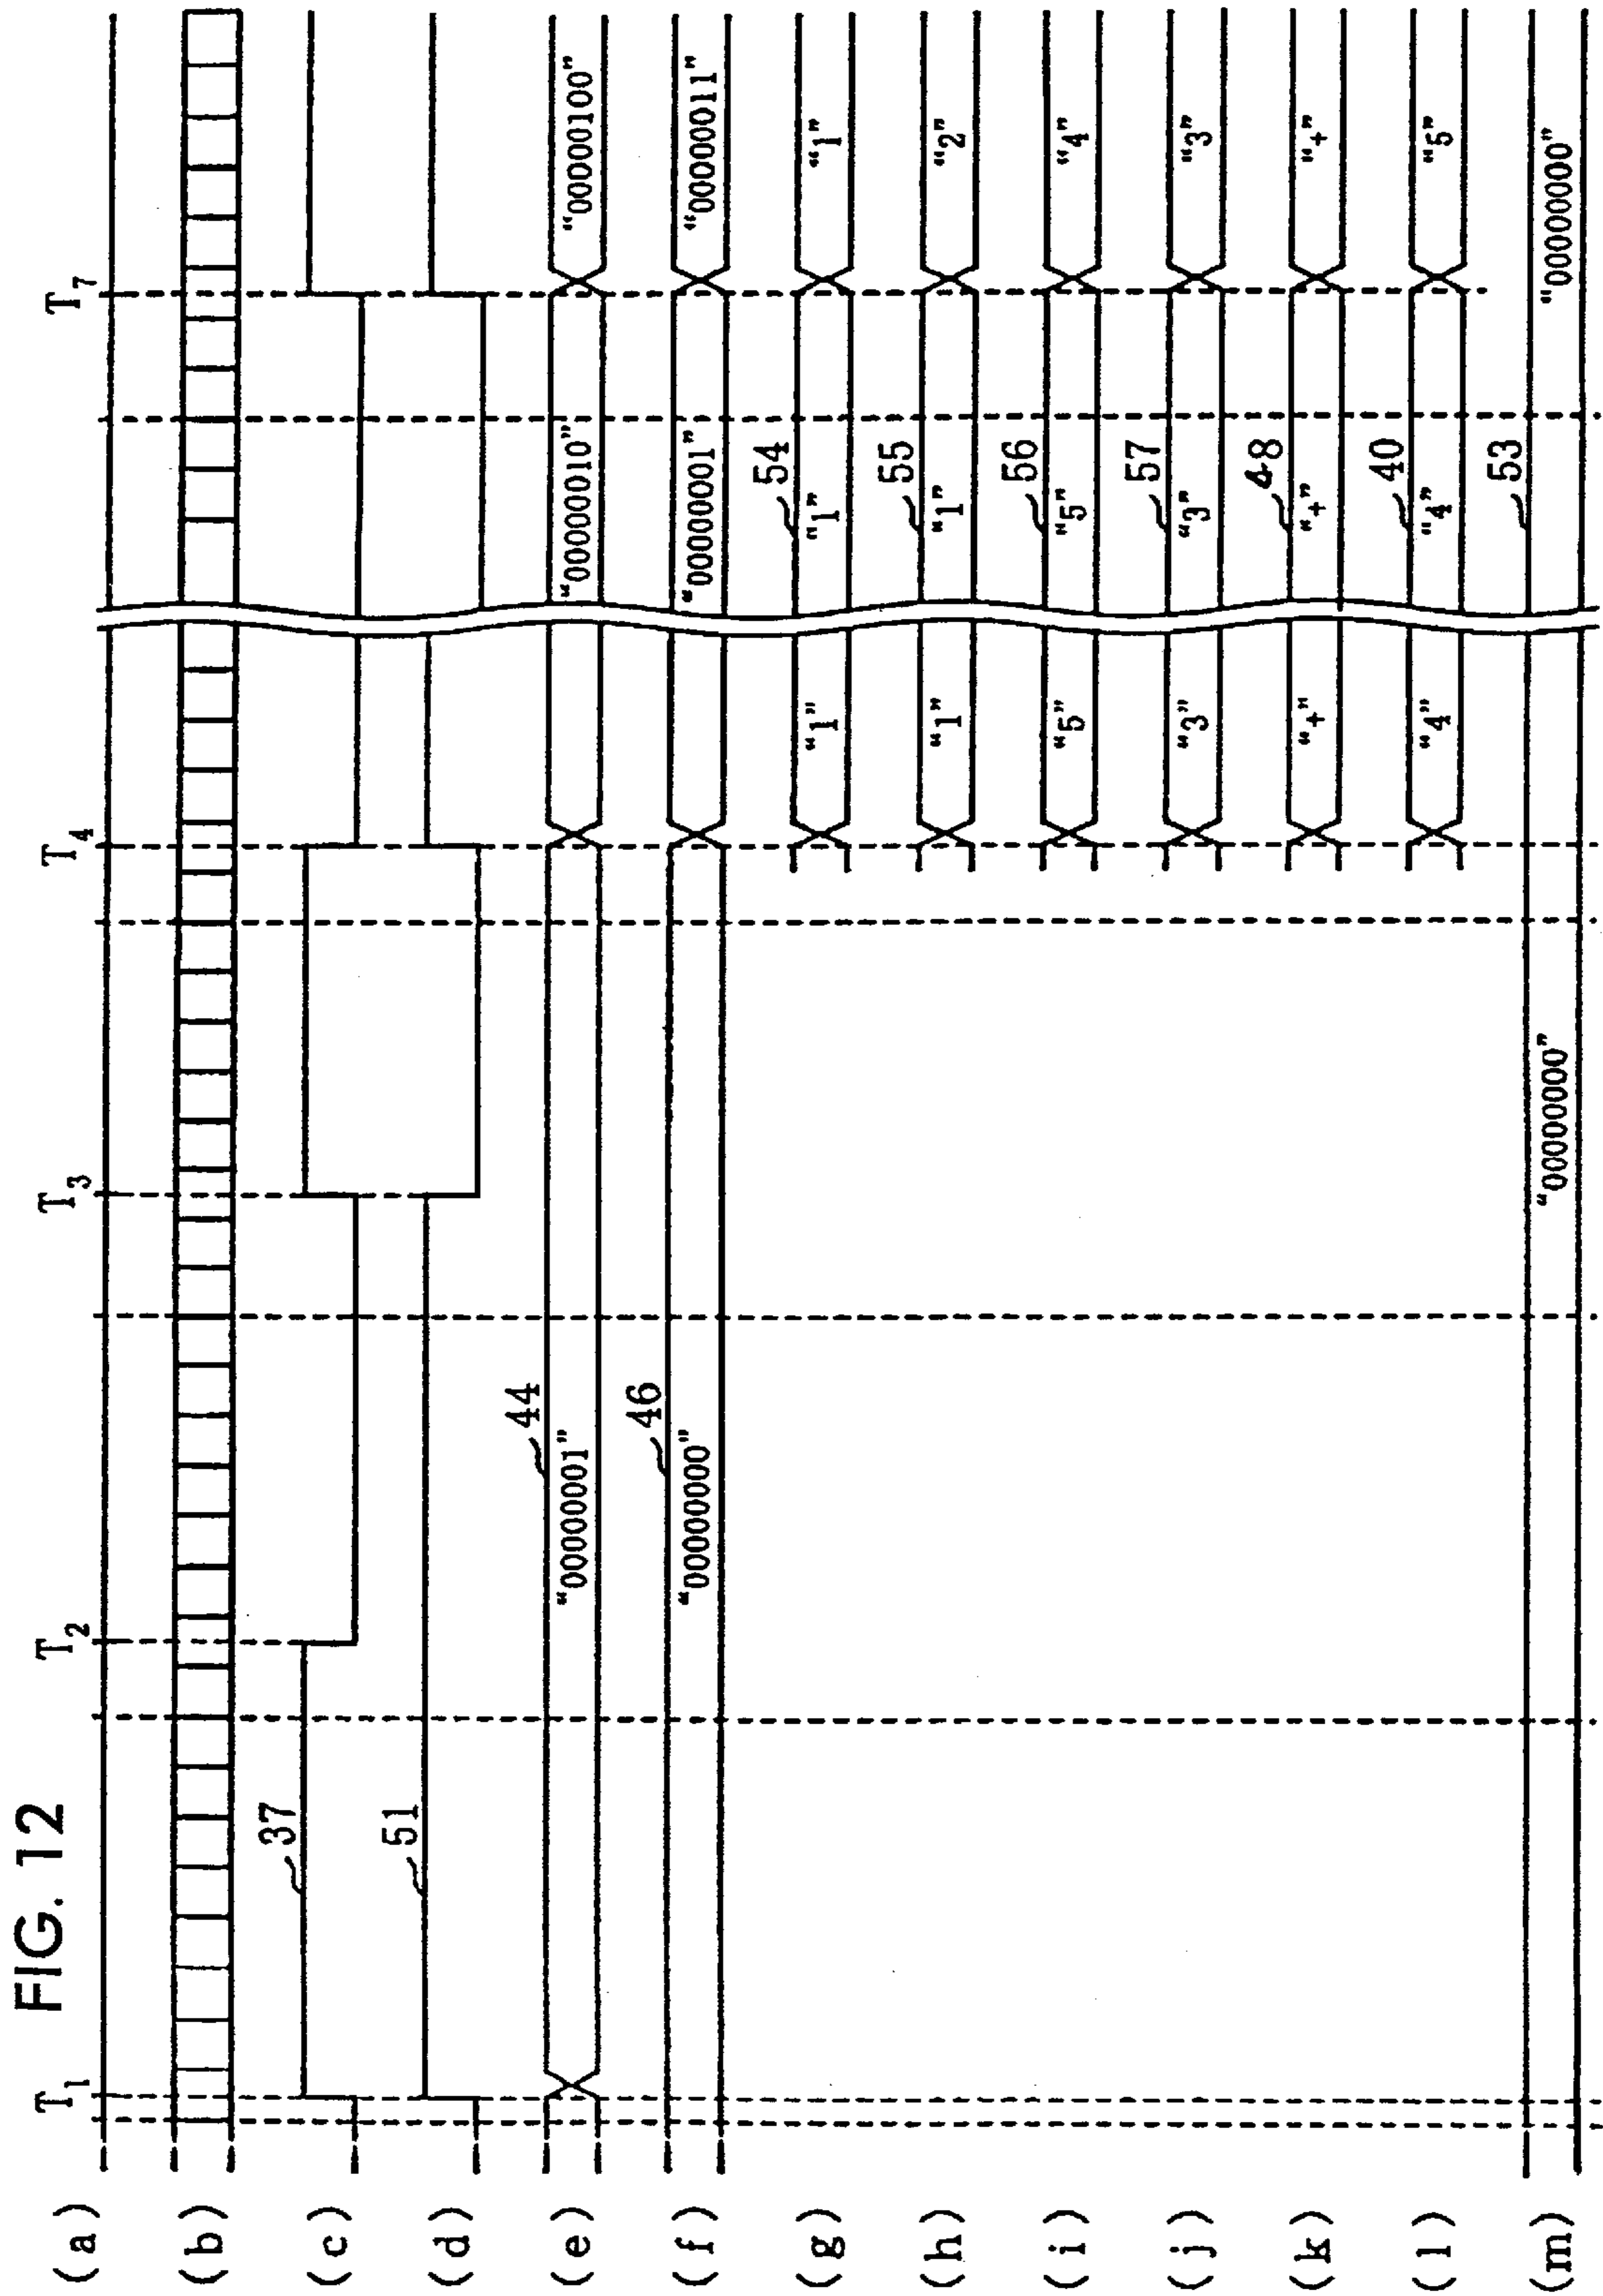 FIG. 12
T1 T2 T3 T4 T7
(a)
(b)
(c) 37
(d) 51
(e) "00000001" 44 "00000010" "00000100"
(f) "00000000" 46 "00000001" "00000011"
(g) "1" "1" 54 "1"
(h) "1" "1" 55 "2"
(i) "5" "5" 56 "4"
(j) "3" "3" 57 "3"
(k) "+" "+" 48 "+"
(l) "4" "4" 40 "5"
(m) "00000000" 53 "00000000"